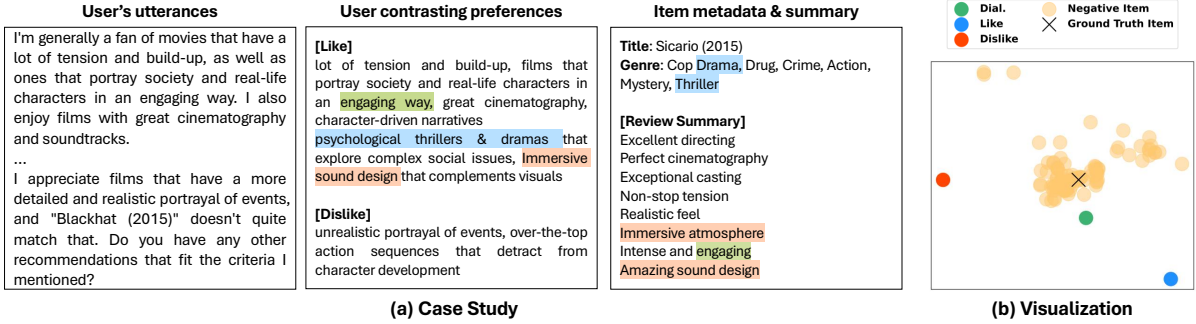 User's utterances
I'm generally a fan of movies that have a
lot of tension and build-up, as well as
ones that portray society and real-life
characters in an engaging way. I also
enjoy films with great cinematography
and soundtracks.
...
I appreciate films that have a more
detailed and realistic portrayal of events,
and "Blackhat (2015)" doesn't quite
match that. Do you have any other
recommendations that fit the criteria I
mentioned?
User contrasting preferences
[Like]
lot of tension and build-up, films that
portray society and real-life characters in
an engaging way, great cinematography,
character-driven narratives
psychological thrillers & dramas that
explore complex social issues, Immersive
sound design that complements visuals
[Dislike]
unrealistic portrayal of events, over-the-top
action sequences that detract from
character development
Item metadata & summary
Title: Sicario (2015)
Genre: Cop Drama, Drug, Crime, Action,
Mystery, Thriller
[Review Summary]
Excellent directing
Perfect cinematography
Exceptional casting
Non-stop tension
Realistic feel
Immersive atmosphere
Intense and engaging
Amazing sound design
(a) Case Study
Dial.
Like
Dislike
Negative Item
Ground Truth Item
(b) Visualization